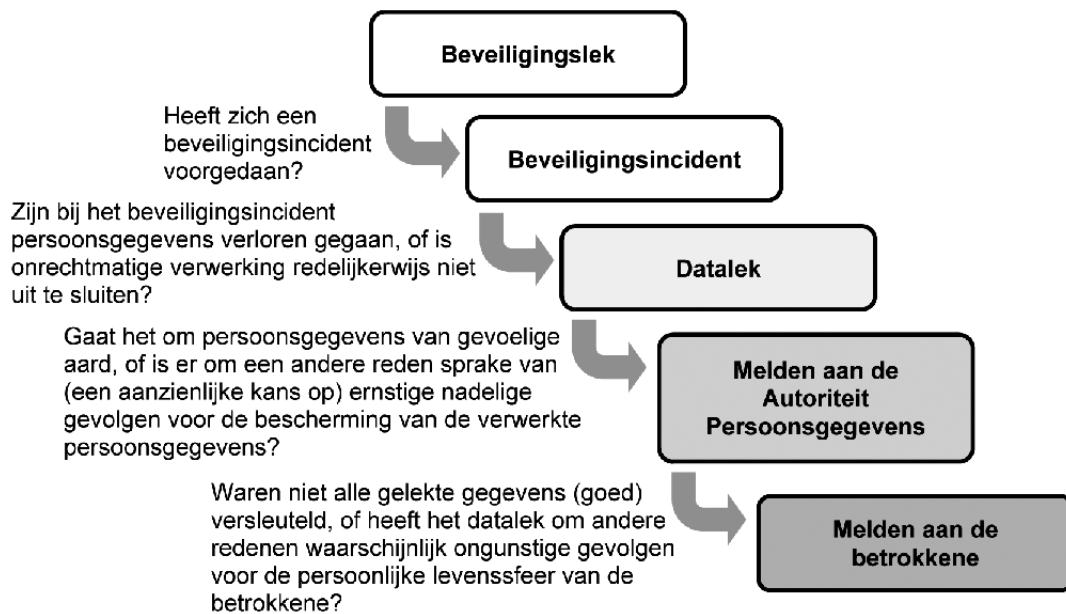 Beveiligingslek
Heeft zich een
beveiligingsincident
voorgedaan?
Beveiligingsincident
Zijn bij het beveiligingsincident
persoonsgegevens verloren gegaan, of is
onrechtmatige verwerking redelijkerwijs niet
uit te sluiten?
Datalek
Gaat het om persoonsgegevens van gevoelige
aard, of is er om een andere reden sprake van
(een aanzienlijke kans op) ernstige nadelige
gevolgen voor de bescherming van de verwerkte
persoonsgegevens?
Melden aan de
Autoriteit
Persoonsgegevens
Waren niet alle gelekte gegevens (goed)
versleuteld, of heeft het datalek om andere
redenen waarschijnlijk ongunstige gevolgen
voor de persoonlijke levenssfeer van de
betrokkene?
Melden aan de
betrokkene